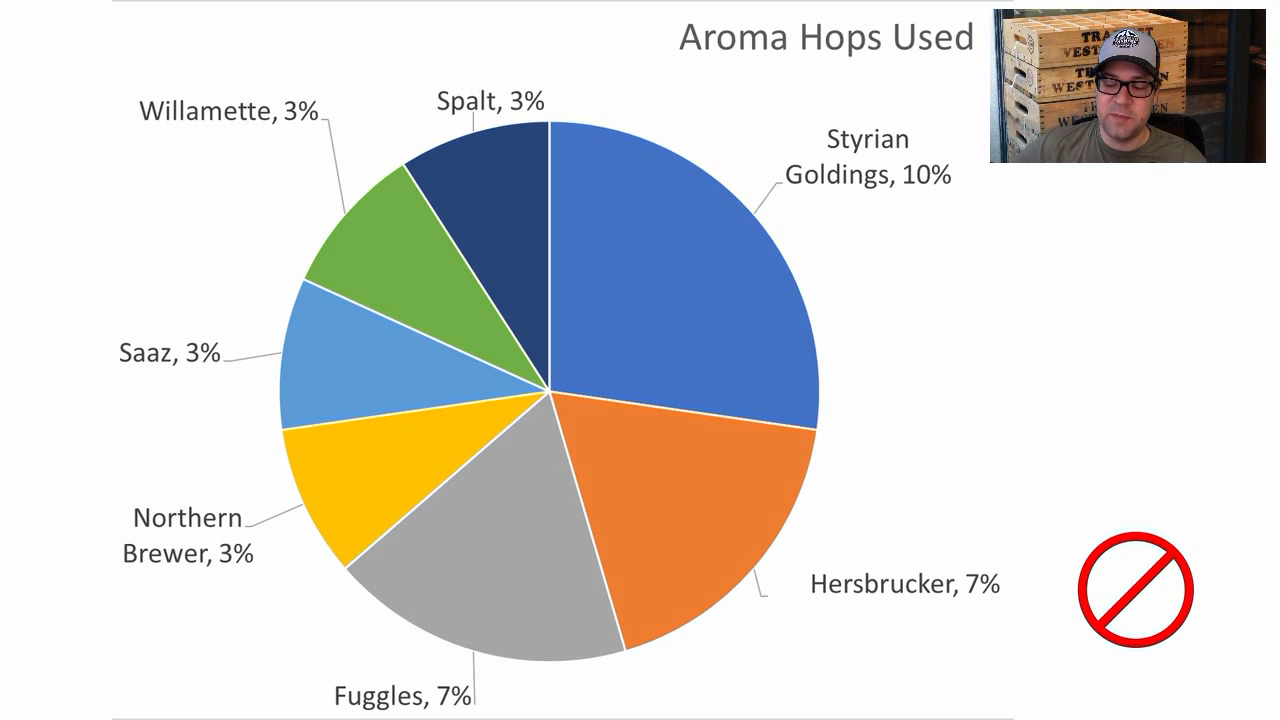 Aroma Hops Used
Willamette, 3%
Spalt, 3%
Styrian
Goldings, 10%
Saaz, 3%
Northern
Brewer, 3%
Hersbrucker, 7%
Fuggles, 7%